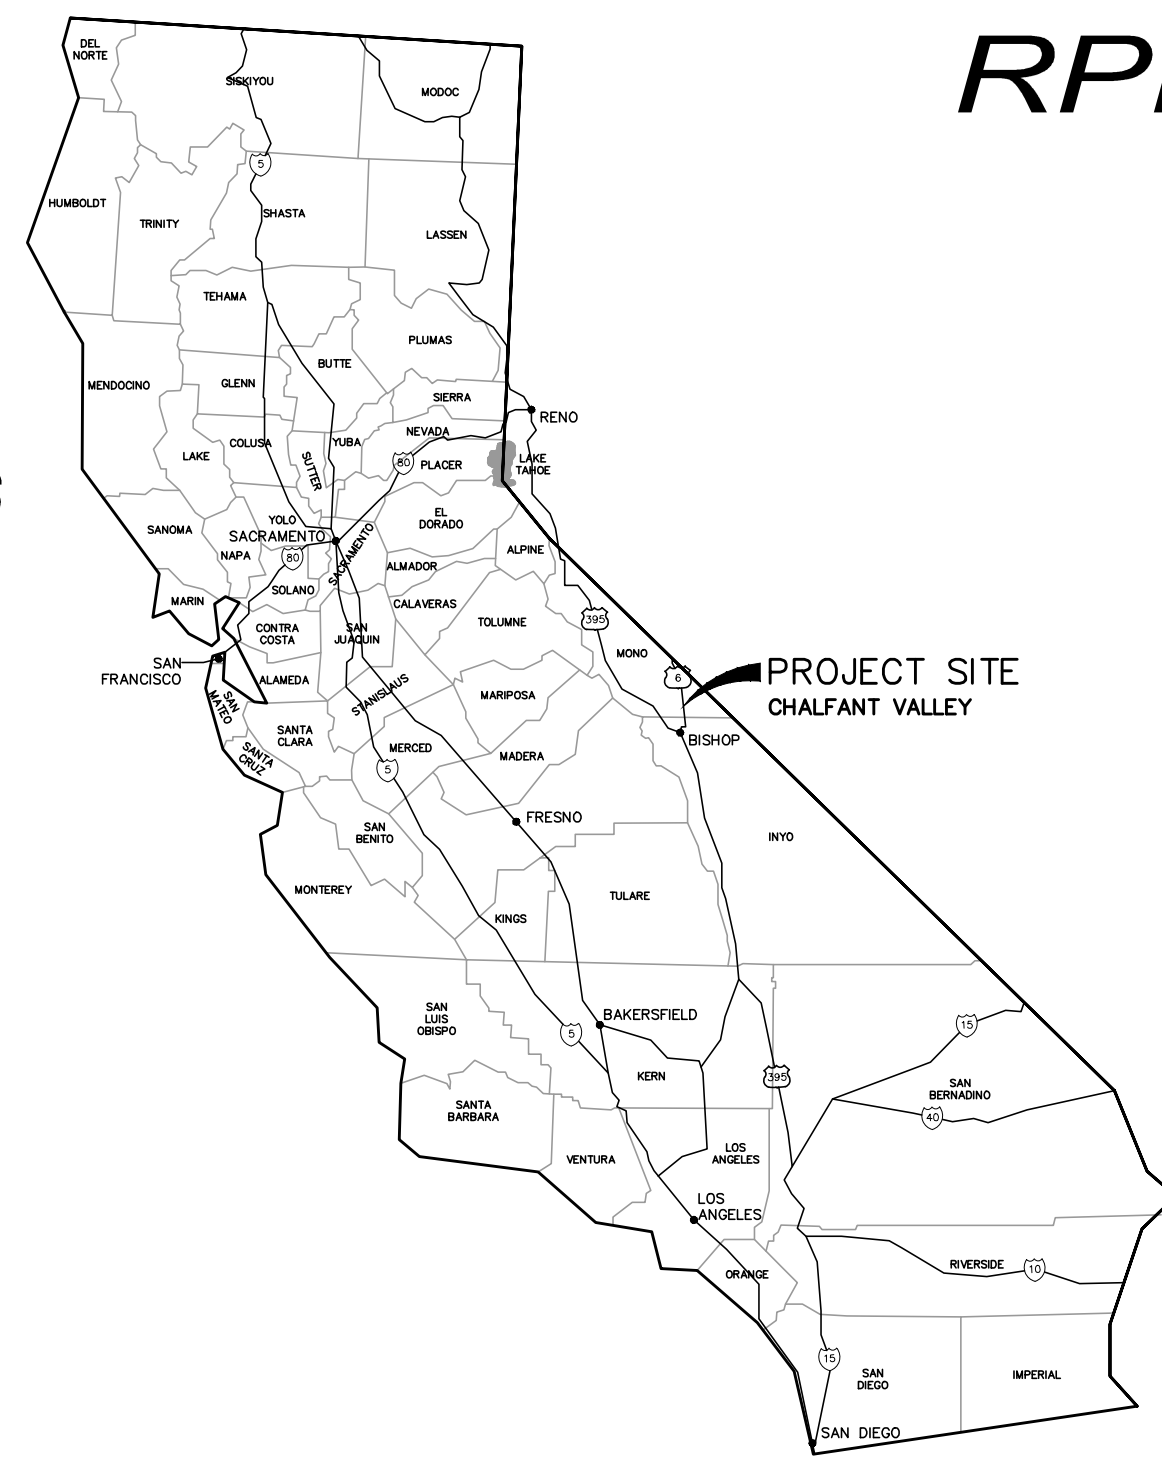 RP
DEL
NORTE
SISKIYOU
MODOC
5
HUMBOLDT
TRINITY
SHASTA
LASSEN
TEHAMA
PLUMAS
BUTTE
MENDOCINO
GLENN
SIERRA
RENO
COLUSA
YUBA
NEVADA
LAKE
SUTTER
80
PLACER
LAKE
TAHOE
SANOMA
YOLO
EL
DORADO
SACRAMENTO
NAPA
80
SACRAMENTO
ALPINE
ALMADOR
SOLANO
MARIN
CALAVERAS
395
CONTRA
COSTA
SAN
JUAQUIN
TOLUMNE
MONO
SAN
FRANCISCO
ALAMEDA
6
PROJECT SITE
CHALFANT VALLEY
SAN
MATEO
STANISLAUS
MARIPOSA
SANTA
CLARA
BISHOP
SANTA
CRUZ
MERCED
MADERA
5
FRESNO
SAN
BENITO
INYO
MONTEREY
TULARE
KINGS
SAN
LUIS
OBISPO
BAKERSFIELD
5
15
KERN
395
SAN
BERNADINO
SANTA
BARBARA
40
VENTURA
LOS
ANGELES
LOS
ANGELES
ORANGE
RIVERSIDE
10
15
SAN
DIEGO
IMPERIAL
SAN DIEGO